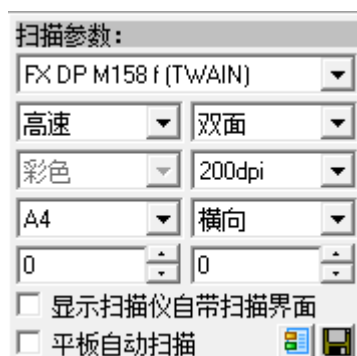 扫描参数：
FX DP M158 f (TWAIN)
高速 双面
彩色 200dpi
A4 横向
0 0
显示扫描仪自带扫描界面
平板自动扫描